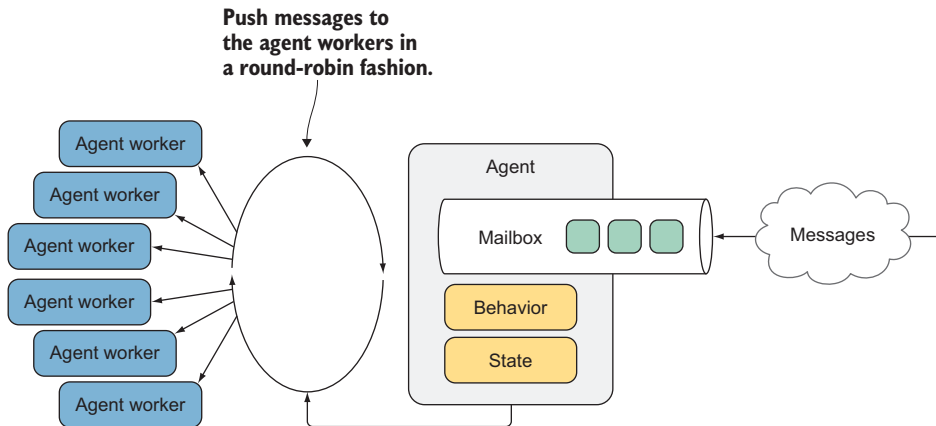 Push messages to
the agent workers in
a round-robin fashion.
Agent worker
Agent worker
Agent worker
Agent worker
Agent worker
Agent worker
Agent
Mailbox
Behavior
State
Messages